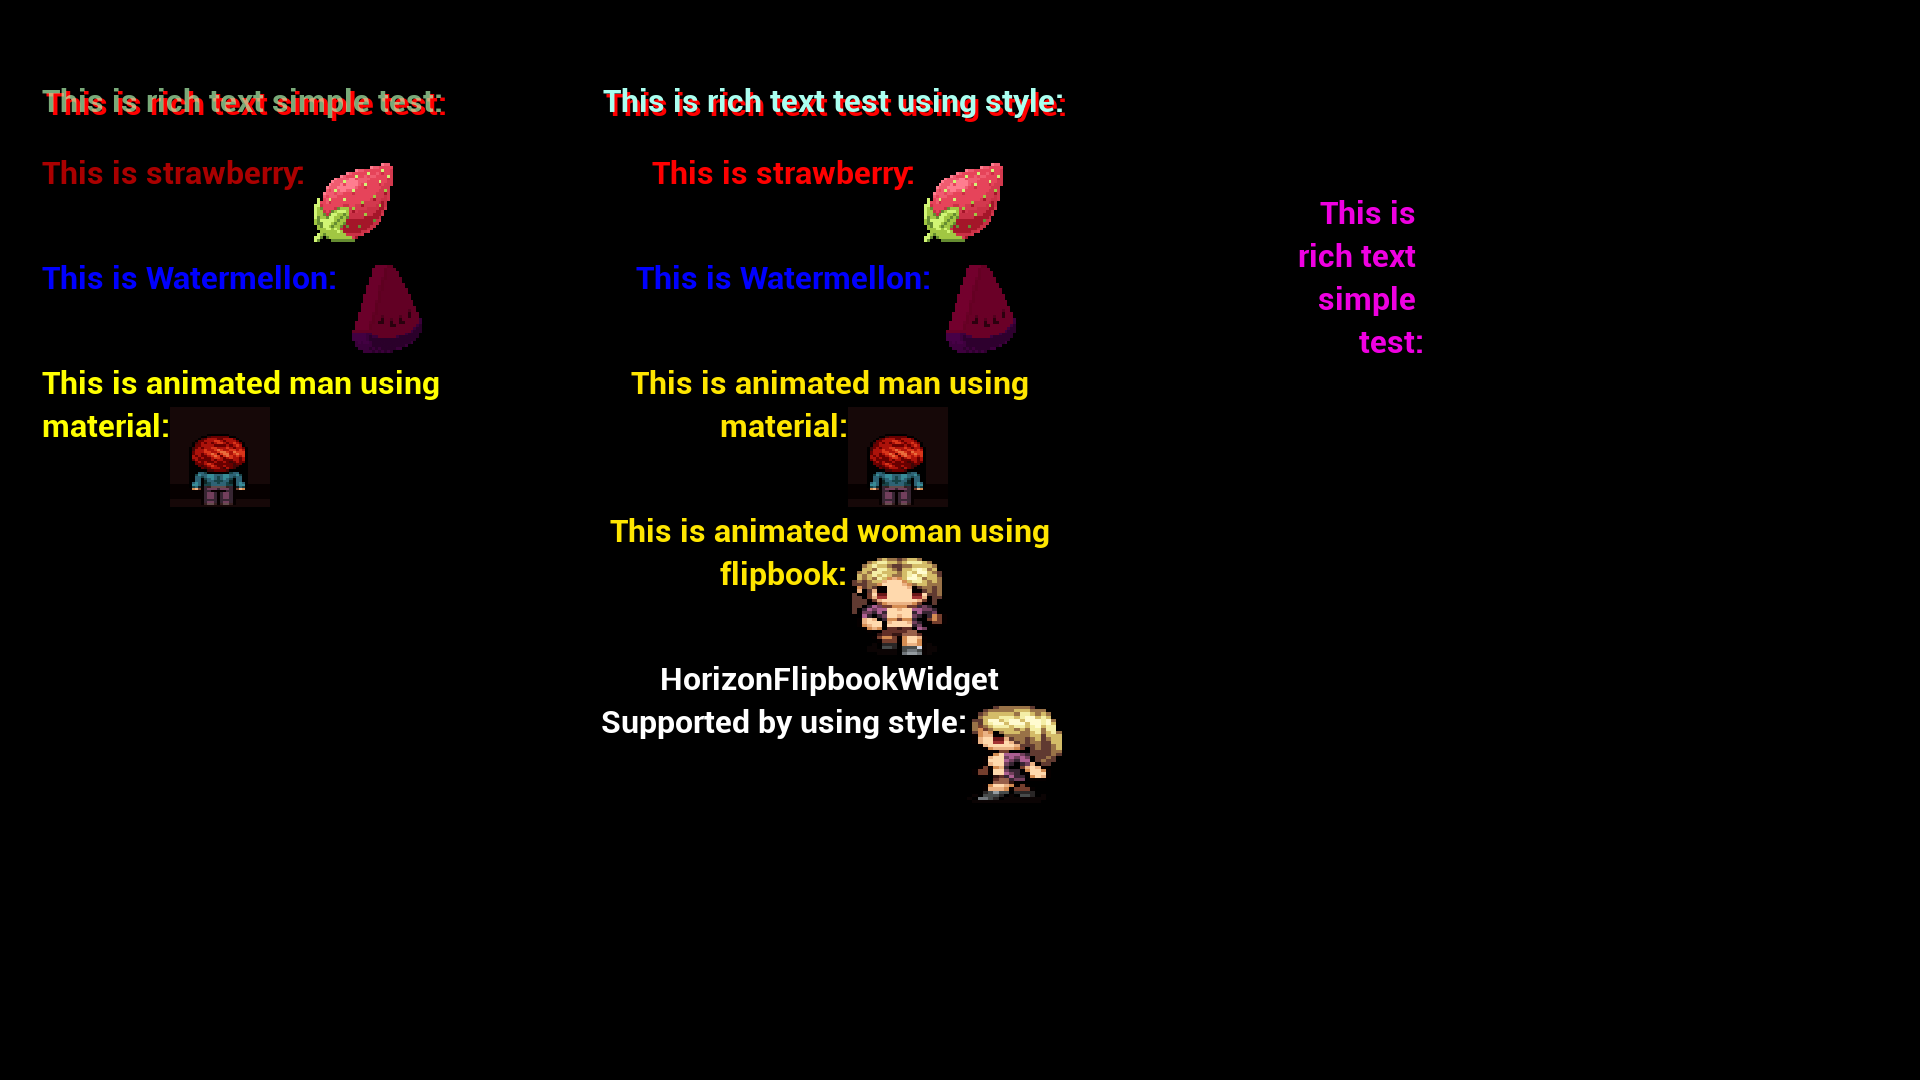 This is rich text simple test:
This is strawberry:
This is Watermellon:
This is animated man using
material:
This is rich text test using style:
This is strawberry:
This is Watermellon:
This is animated man using
material:
This is animated woman using
flipbook:
HorizonFlipbookWidget
Supported by using style:
This is
rich text
simple
test: